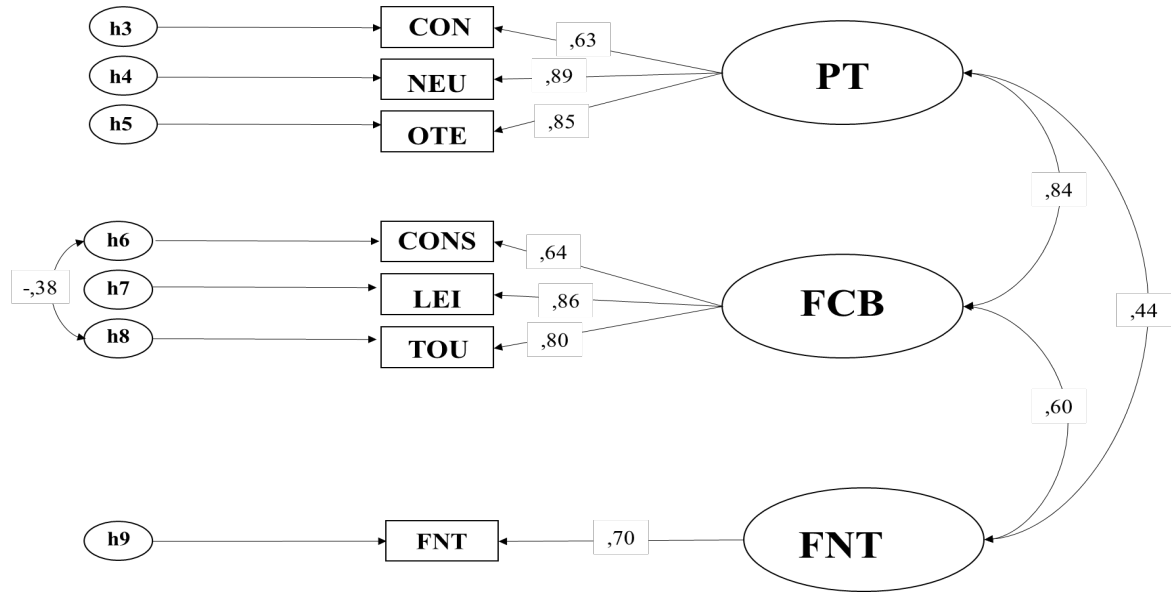 h3
CON
,63
PT
h4
NEU
,89
h5
OTE
,85
,84
h6
CONS
,64
-,38
h7
LEI
,86
FCB
,44
h8
TOU
,80
,60
h9
FNT
,70
FNT